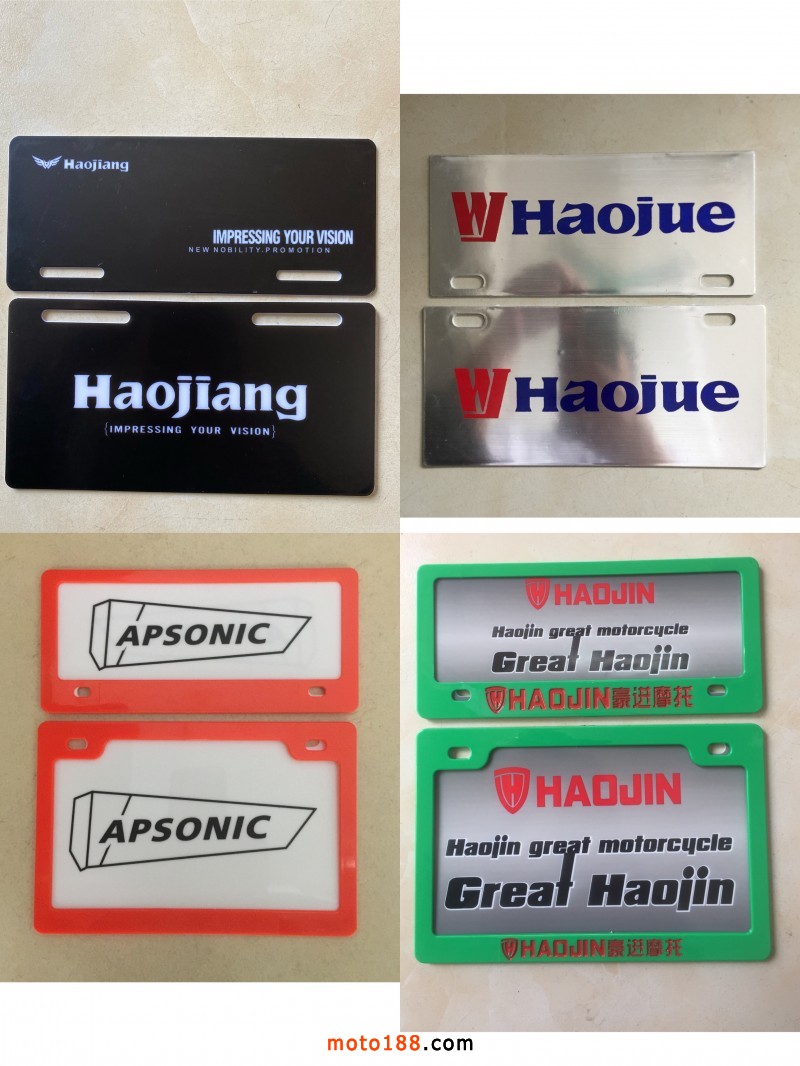 Haojiang
IMPRESSING YOUR VISION
NEW NOBILITY.PROMOTION
Haojiang
{IMPRESSING YOUR VISION}
Haojue
Haojue
APSONIC
APSONIC
HAOJIN
Haojin great motorcycle
Great Haojin
HAOJIN豪进摩托
HAOJIN
Haojin great motorcycle
Great Haojin
HAOJIN豪进摩托
moto188.com